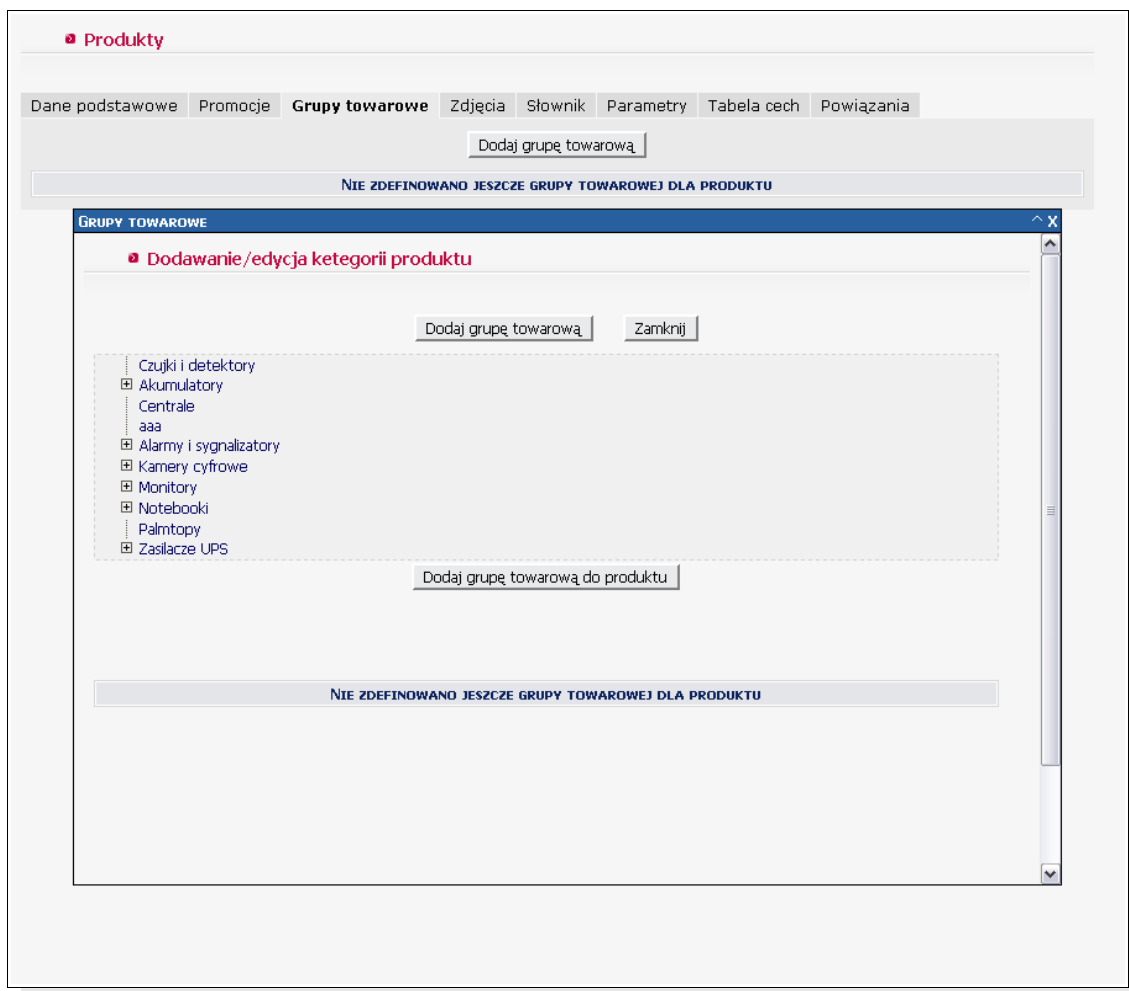 Produkty
Dane podstawowe Promocje Grupy towarowe Zdjęcia Słownik Parametry Tabela cech Powiązania
Dodaj grupę towarową
Nie zdefinowano jeszcze grupy towarowej dla produktu
Grupy towarowe ^ X
Dodawanie/edycja ketegorii produktu
Dodaj grupę towarową Zamknij
Czujki i detektory
Akumulatory
Centrale
aaa
Alarmy i sygnalizatory
Kamery cyfrowe
Monitory
Notebooki
Palmtopy
Zasilacze UPS
Dodaj grupę towarową do produktu
Nie zdefinowano jeszcze grupy towarowej dla produktu